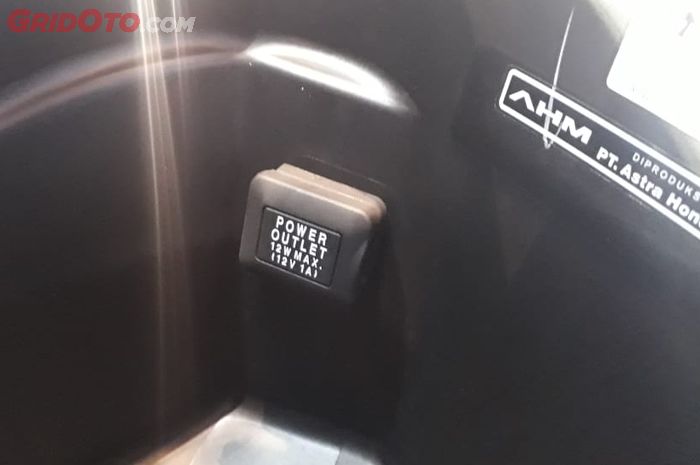 GRIDOTO.COM
POWER
OUTLET
12W MAX.
(12V 1A)
AHM
DIPRODUKS
PT. Astra Hon